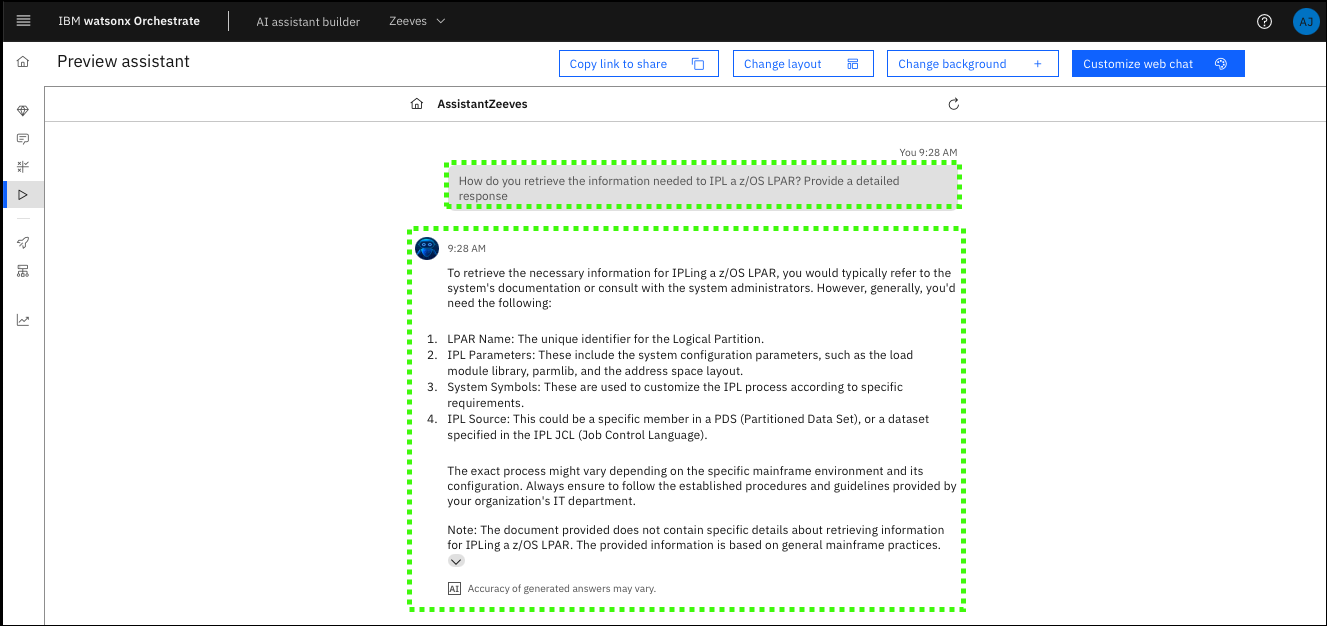 IBM watsonx Orchestrate
AI assistant builder
Zeeves
AJ
Preview assistant
Copy link to share
Change layout
Change background
Customize web chat
AssistantZeeves
You 9:28 AM
How do you retrieve the information needed to IPL a z/OS LPAR? Provide a detailed
response
9:28 AM
To retrieve the necessary information for IPLing a z/OS LPAR, you would typically refer to the
system's documentation or consult with the system administrators. However, generally, you'd
need the following:
1. LPAR Name: The unique identifier for the Logical Partition.
2. IPL Parameters: These include the system configuration parameters, such as the load
module library, parmlib, and the address space layout.
3. System Symbols: These are used to customize the IPL process according to specific
requirements.
4. IPL Source: This could be a specific member in a PDS (Partitioned Data Set), or a dataset
specified in the IPL JCL (Job Control Language).
The exact process might vary depending on the specific mainframe environment and its
configuration. Always ensure to follow the established procedures and guidelines provided by
your organization's IT department.
Note: The document provided does not contain specific details about retrieving information
for IPLing a z/OS LPAR. The provided information is based on general mainframe practices.
AI Accuracy of generated answers may vary.